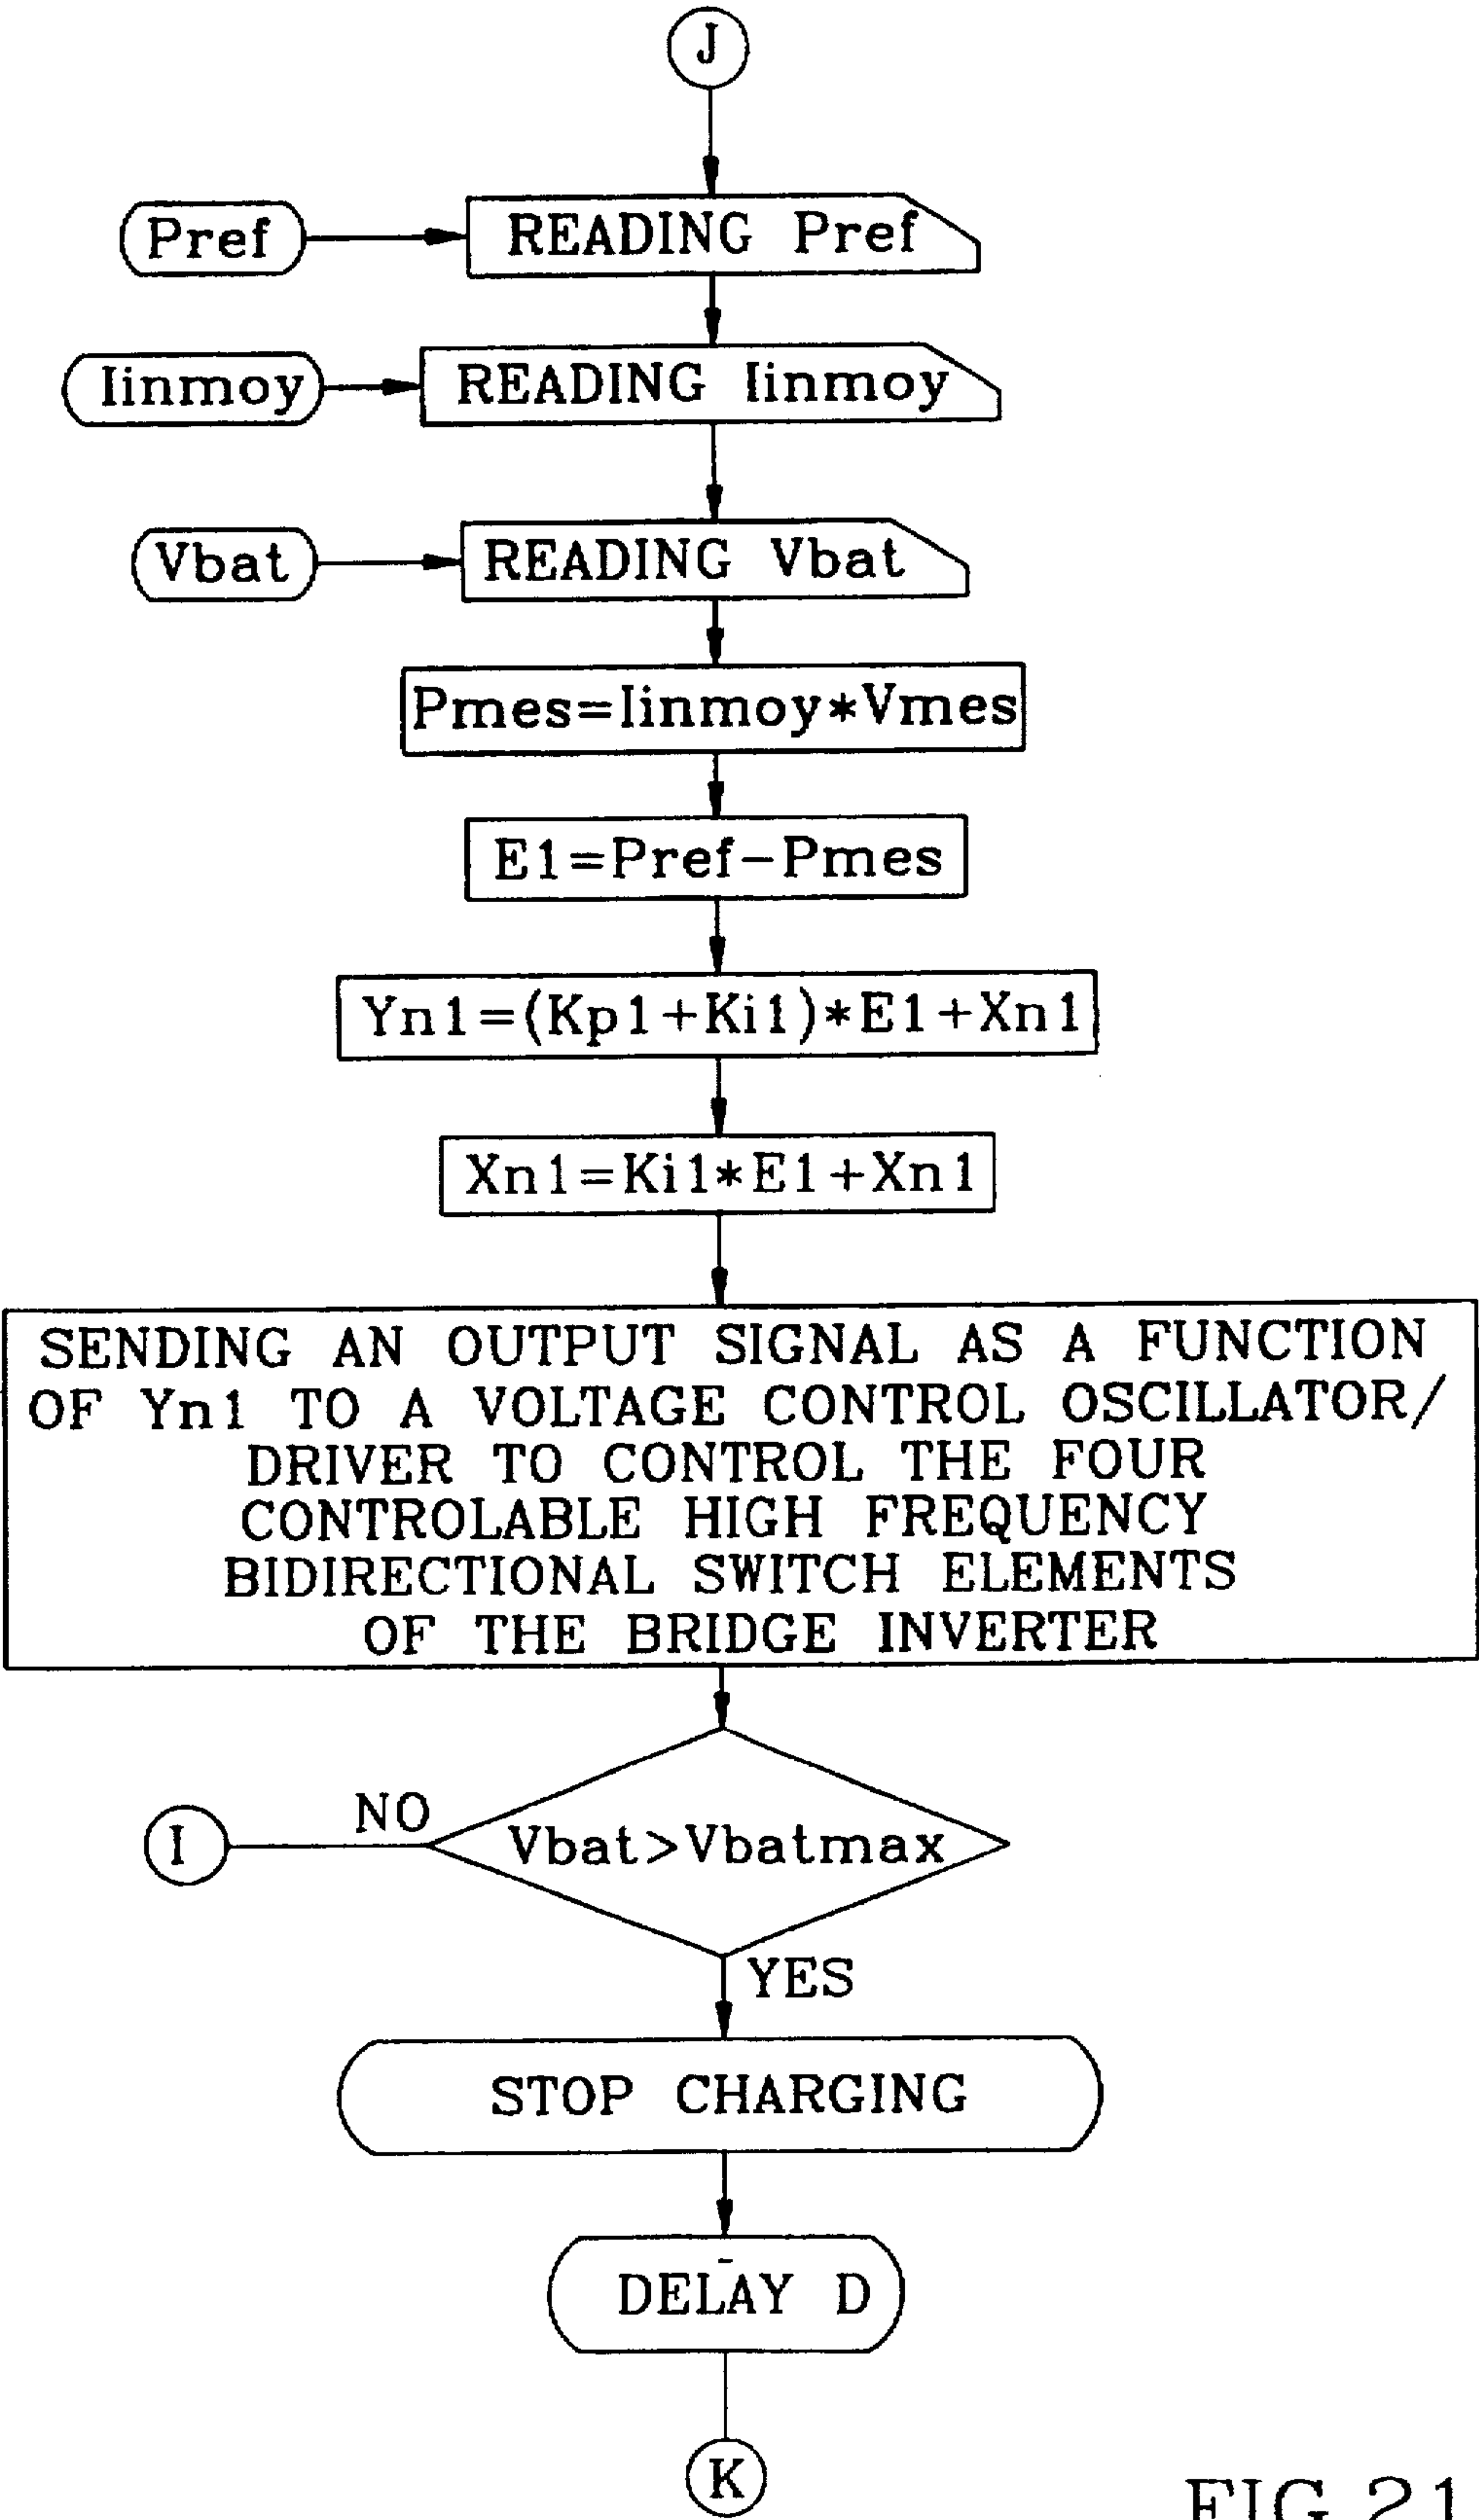 J
Pref
READING Pref
Iinmoy
READING Iinmoy
Vbat
READING Vbat
Pmes=Iinmoy*Vmes
E1=Pref-Pmes
Yn1=(Kp1+Ki1)*E1+Xn1
Xn1=Ki1*E1+Xn1
SENDING AN OUTPUT SIGNAL AS A FUNCTION
OF Yn1 TO A VOLTAGE CONTROL OSCILLATOR/
DRIVER TO CONTROL THE FOUR
CONTROLABLE HIGH FREQUENCY
BIDIRECTIONAL SWITCH ELEMENTS
OF THE BRIDGE INVERTER
NO
I
Vbat>Vbatmax
YES
STOP CHARGING
DELAY D
K
FIG.21